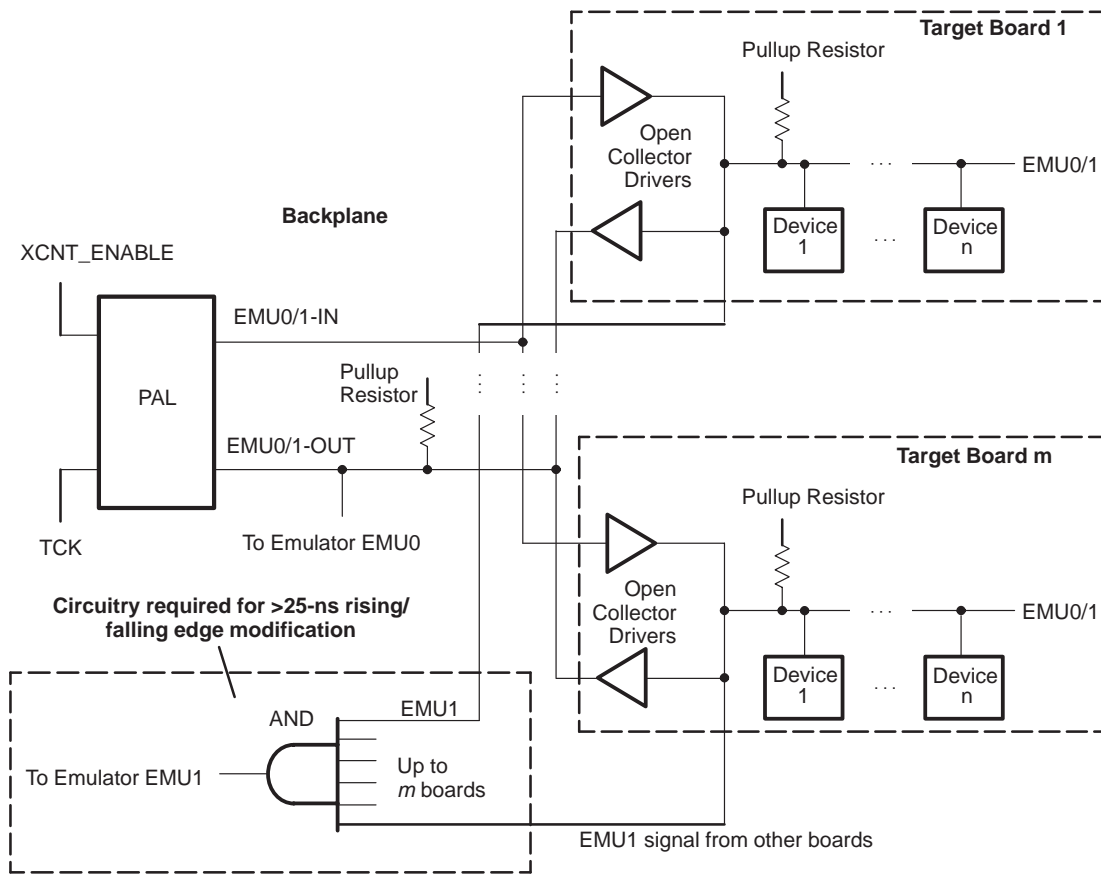 Target Board 1
Pullup Resistor
Open
Collector
Drivers
EMU0/1
Device
1
Device
n
Backplane
XCNT_ENABLE
EMU0/1-IN
PAL
Pullup
Resistor
EMU0/1-OUT
TCK
To Emulator EMU0
Target Board m
Pullup Resistor
Open
Collector
Drivers
EMU0/1
Device
1
Device
n
Circuitry required for >25-ns rising/
falling edge modification
AND
EMU1
To Emulator EMU1
Up to
m boards
EMU1 signal from other boards